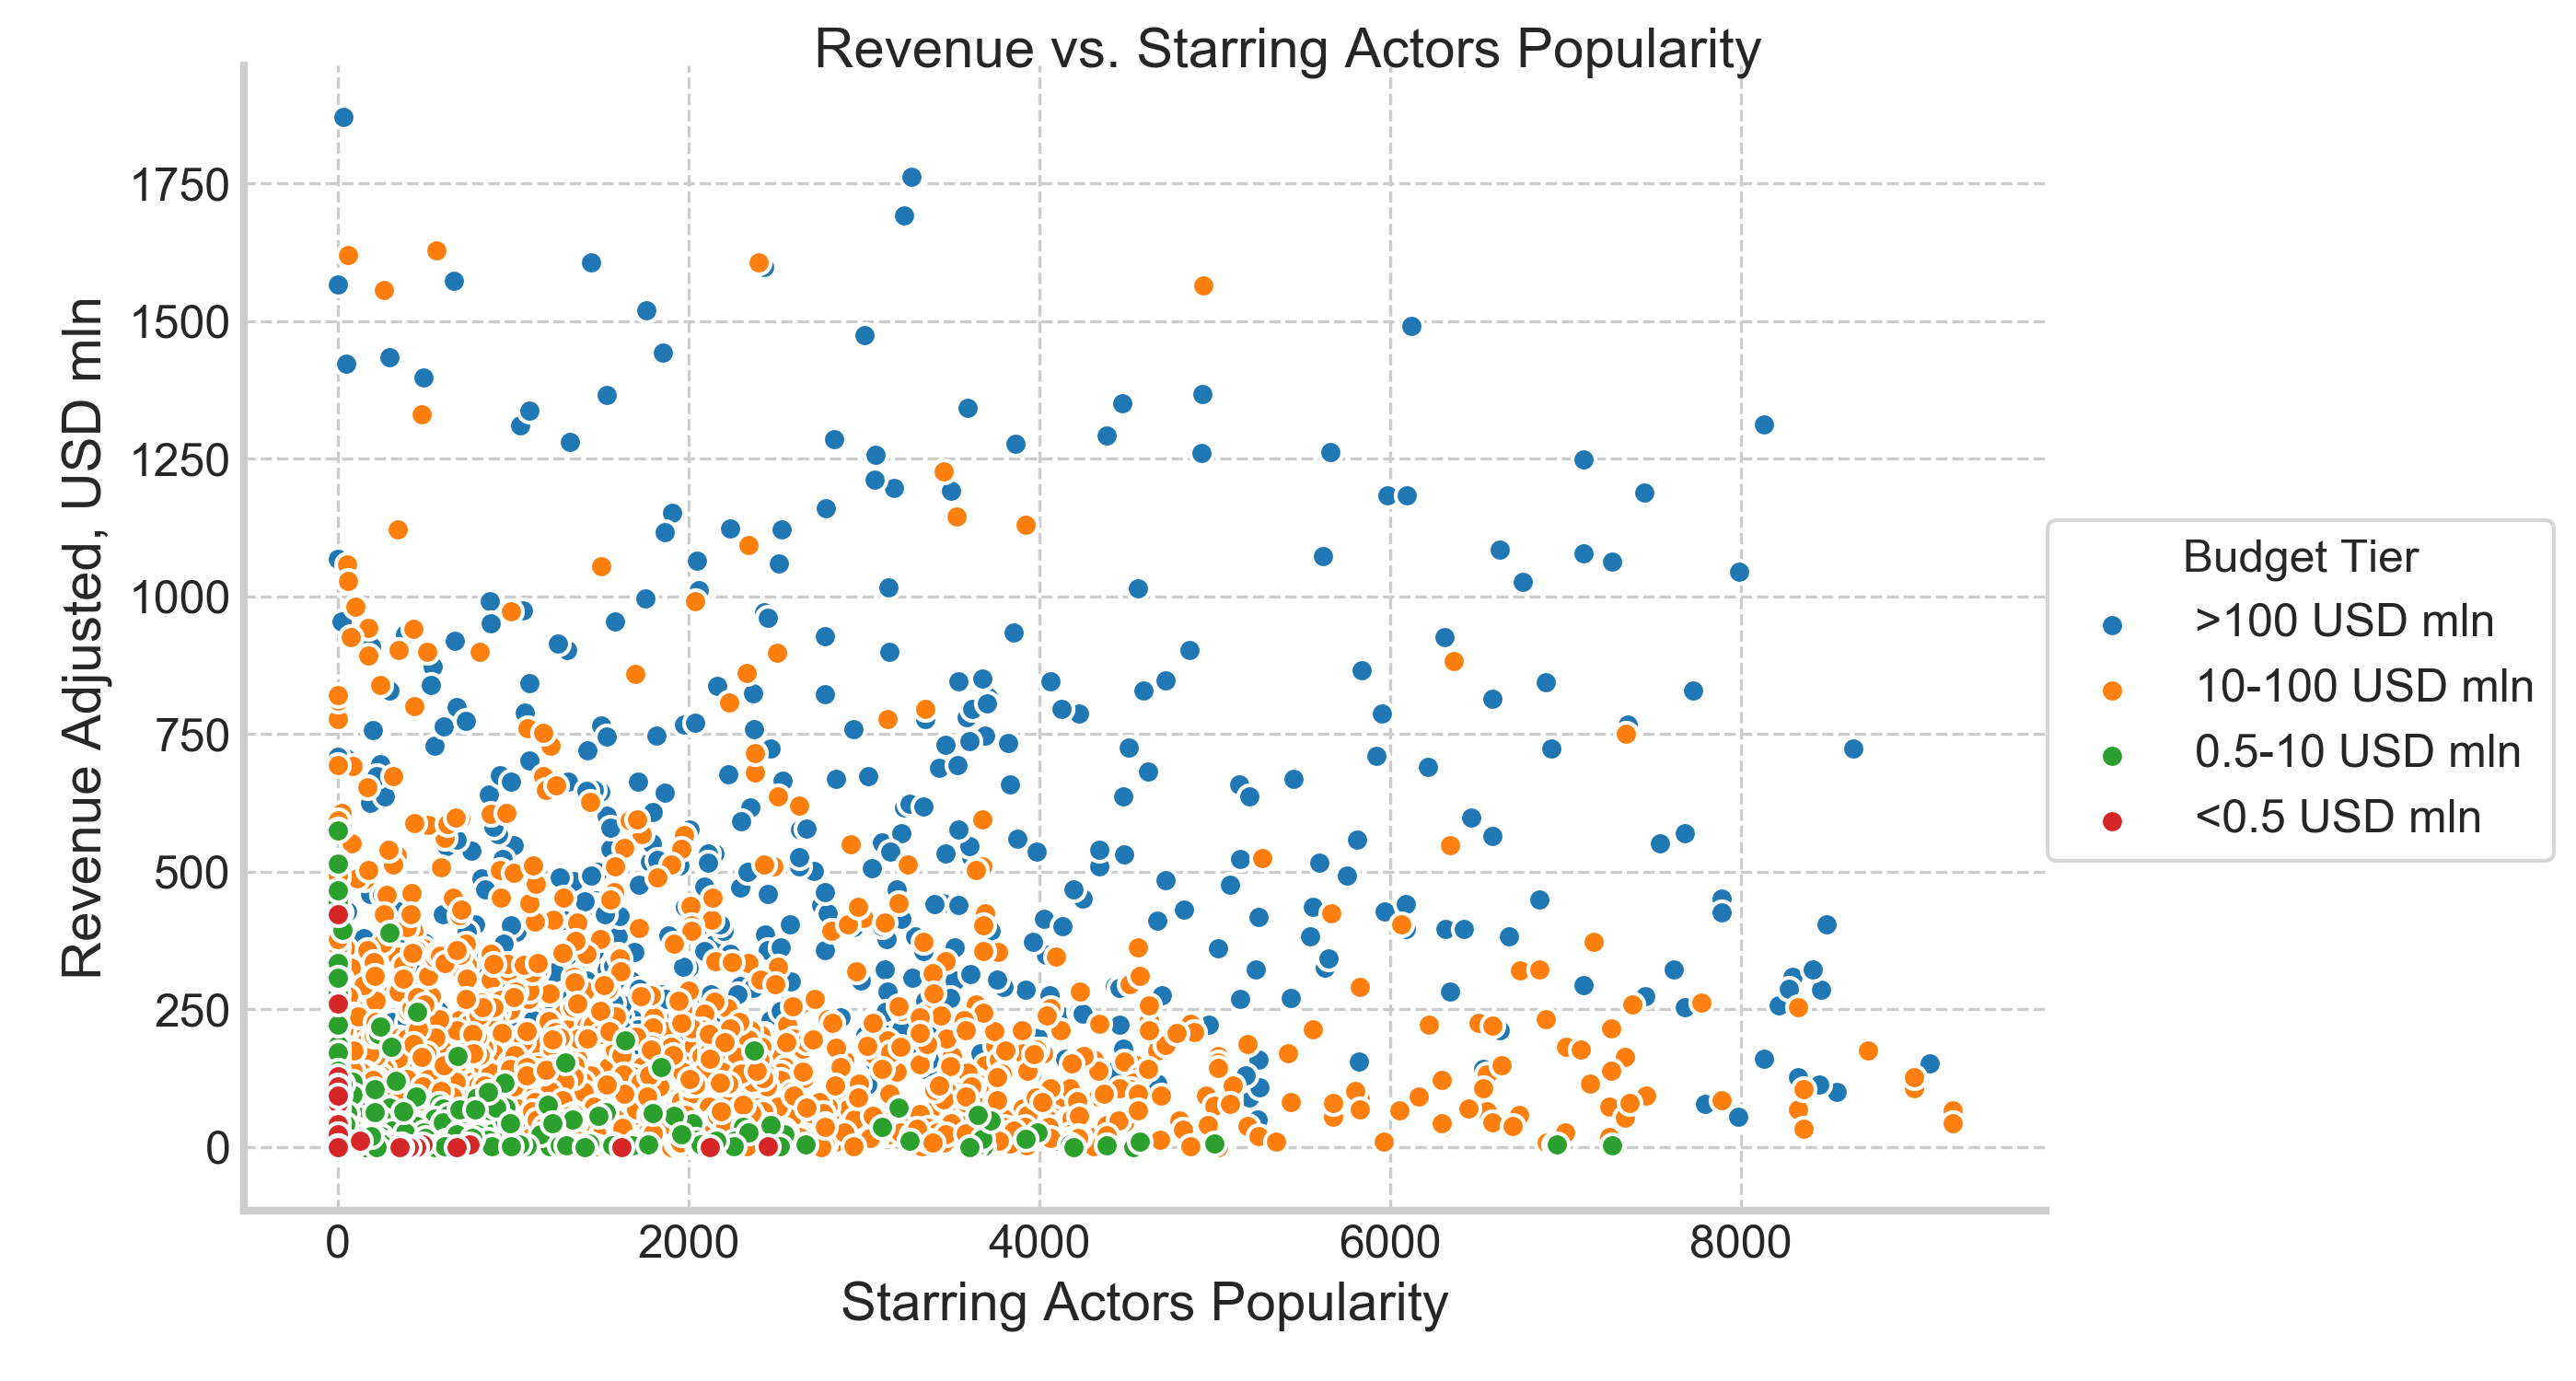 Revenue vs. Starring Actors Popularity
Revenue Adjusted, USD mln
1750
1500
1250
1000
750
500
250
0
0 2000 4000 6000 8000
Starring Actors Popularity
Budget Tier
>100 USD mln
10-100 USD mln
0.5-10 USD mln
<0.5 USD mln